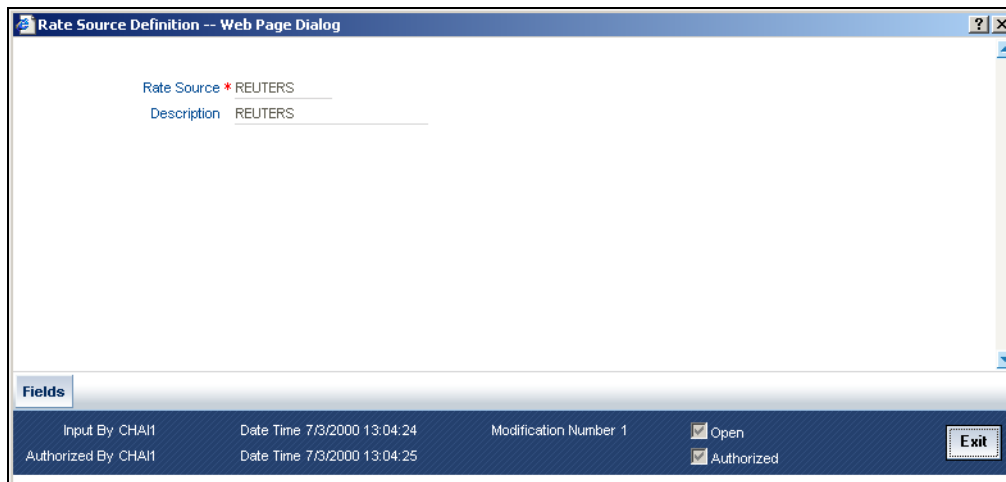 Rate Source Definition -- Web Page Dialog ? X
Rate Source * REUTERS
Description REUTERS
Fields
Input By CHAI1 Date Time 7/3/2000 13:04:24 Modification Number 1 Open
Authorized By CHAI1 Date Time 7/3/2000 13:04:25 Authorized
Exit